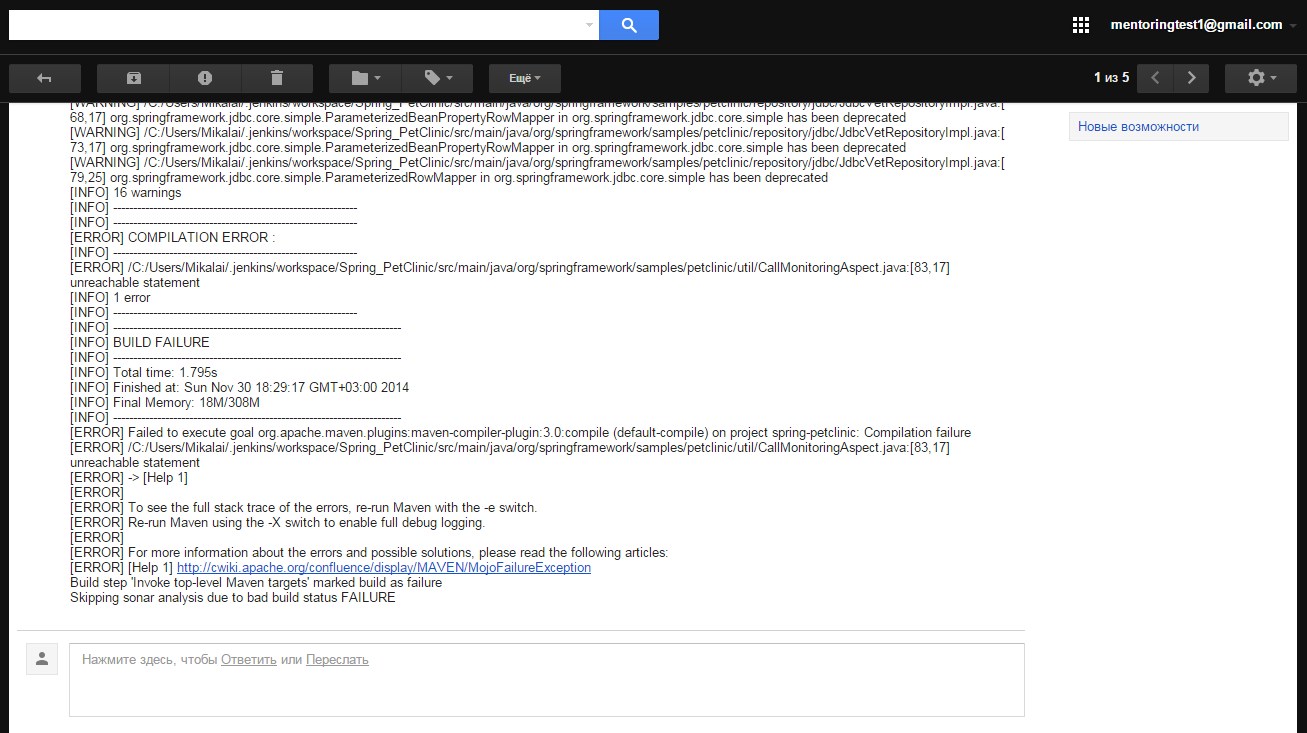 mentoringtest1@gmail.com
Ещё
1 из 5
Новые возможности
[WARNING] /C:/Users/Mikalai/.jenkins/workspace/Spring_PetClinic/src/main/java/org/springframework/samples/petclinic/repository/jdbc/JdbcVetRepositoryImpl.java:[
68,17] org.springframework.jdbc.core.simple.ParameterizedBeanPropertyRowMapper in org.springframework.jdbc.core.simple has been deprecated
[WARNING] /C:/Users/Mikalai/.jenkins/workspace/Spring_PetClinic/src/main/java/org/springframework/samples/petclinic/repository/jdbc/JdbcVetRepositoryImpl.java:[
73,17] org.springframework.jdbc.core.simple.ParameterizedBeanPropertyRowMapper in org.springframework.jdbc.core.simple has been deprecated
[WARNING] /C:/Users/Mikalai/.jenkins/workspace/Spring_PetClinic/src/main/java/org/springframework/samples/petclinic/repository/jdbc/JdbcVetRepositoryImpl.java:[
79,25] org.springframework.jdbc.core.simple.ParameterizedRowMapper in org.springframework.jdbc.core.simple has been deprecated
[INFO] 16 warnings
[INFO] -------------------------------------------------------------
[INFO] -------------------------------------------------------------
[ERROR] COMPILATION ERROR :
[INFO] -------------------------------------------------------------
[ERROR] /C:/Users/Mikalai/.jenkins/workspace/Spring_PetClinic/src/main/java/org/springframework/samples/petclinic/util/CallMonitoringAspect.java:[83,17]
unreachable statement
[INFO] 1 error
[INFO] -------------------------------------------------------------
[INFO] ------------------------------------------------------------------------
[INFO] BUILD FAILURE
[INFO] ------------------------------------------------------------------------
[INFO] Total time: 1.795s
[INFO] Finished at: Sun Nov 30 18:29:17 GMT+03:00 2014
[INFO] Final Memory: 18M/308M
[INFO] ------------------------------------------------------------------------
[ERROR] Failed to execute goal org.apache.maven.plugins:maven-compiler-plugin:3.0:compile (default-compile) on project spring-petclinic: Compilation failure
[ERROR] /C:/Users/Mikalai/.jenkins/workspace/Spring_PetClinic/src/main/java/org/springframework/samples/petclinic/util/CallMonitoringAspect.java:[83,17]
unreachable statement
[ERROR] -> [Help 1]
[ERROR]
[ERROR] To see the full stack trace of the errors, re-run Maven with the -e switch.
[ERROR] Re-run Maven using the -X switch to enable full debug logging.
[ERROR]
[ERROR] For more information about the errors and possible solutions, please read the following articles:
[ERROR] [Help 1] http://cwiki.apache.org/confluence/display/MAVEN/MojoFailureException
Build step 'Invoke top-level Maven targets' marked build as failure
Skipping sonar analysis due to bad build status FAILURE
Нажмите здесь, чтобы Ответить или Переслать